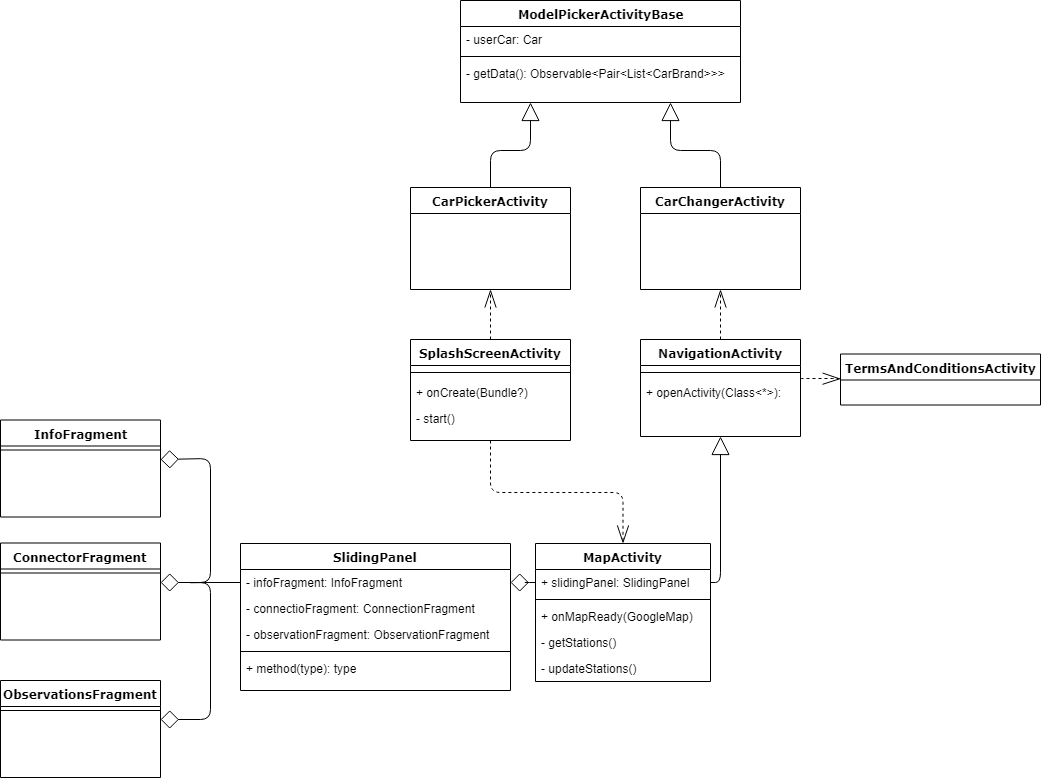 ModelPickerActivityBase
- userCar: Car
- getData(): Observable<Pair<List<CarBrand>>>
CarPickerActivity
CarChangerActivity
SplashScreenActivity
+ onCreate(Bundle?)
- start()
NavigationActivity
+ openActivity(Class<*>):
TermsAndConditionsActivity
InfoFragment
ConnectorFragment
ObservationsFragment
SlidingPanel
- infoFragment: InfoFragment
- connectioFragment: ConnectionFragment
- observationFragment: ObservationFragment
+ method(type): type
MapActivity
+ slidingPanel: SlidingPanel
+ onMapReady(GoogleMap)
- getStations()
- updateStations()